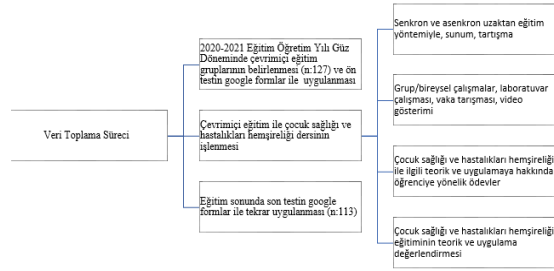 Veri Toplama Süreci
2020-2021 Eğitim Öğretim Yılı Güz
Döneminde çevrimiçi eğitim
gruplarının belirlenmesi (n:127) ve ön
testin google formlar ile uygulanması
Çevrimiçi eğitim ile çocuk sağlığı ve
hastalıkları hemşireliği dersinin
işlenmesi
Eğitim sonunda son testin google
formlar ile tekrar uygulanması (n:113)
Senkron ve asenkron uzaktan eğitim
yöntemiyle, sunum, tartışma
Grup/bireysel çalışmalar, laboratuvar
çalışması, vaka tarışması, video
gösterimi
Çocuk sağlığı ve hastalıkları hemşireliği
ile ilgili teorik ve uygulamaya hakkında
öğrenciye yönelik ödevler
Çocuk sağlığı ve hastalıkları hemşireliği
eğitiminin teorik ve uygulama
değerlendirmesi